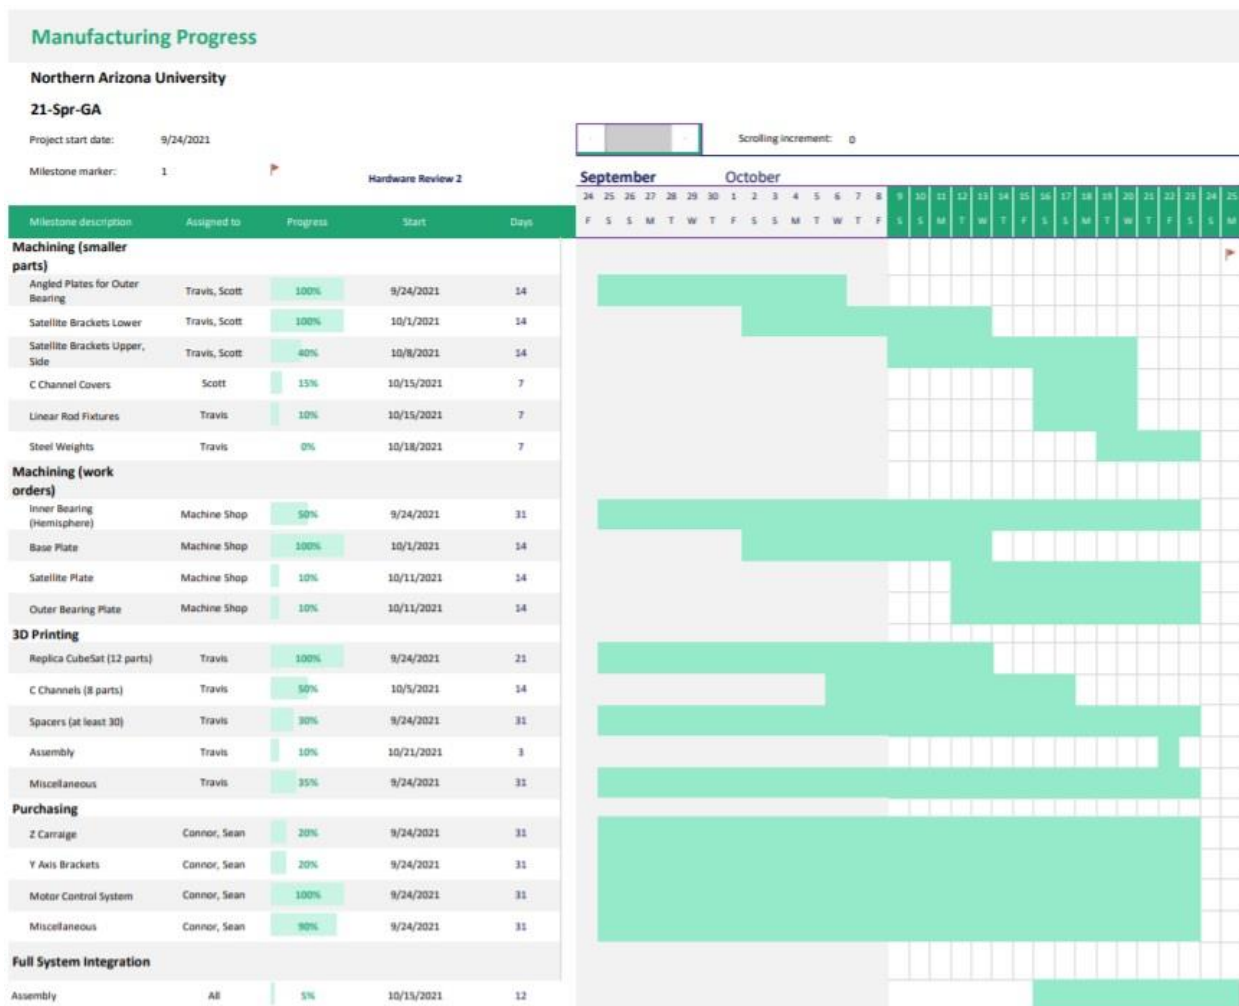 Manufacturing Progress
Northern Arizona University
21-Spr-GA
Project start date: 9/24/2021
Scrolling increment: 0
Milestone marker: 1
Hardware Review 2
September October
24 25 26 27 28 29 30 1 2 3 4 5 6 7 8 9 10 11 12 13 14 15 16 17 18 19 20 21 22 23 24 25
Milestone description Assigned to Progress Start Days F S S M T W T F S S M T W T F S S M T W T F S S M T W T F S S M
Machining (smaller
parts)
Angled Plates for Outer
Bearing Travis, Scott 100% 9/24/2021 14
Satellite Brackets Lower Travis, Scott 100% 10/1/2021 14
Satellite Brackets Upper,
Side Travis, Scott 40% 10/8/2021 14
C Channel Covers Scott 15% 10/15/2021 7
Linear Rod Fixtures Travis 10% 10/15/2021 7
Steel Weights Travis 0% 10/18/2021 7
Machining (work
orders)
Inner Bearing
(Hemisphere) Machine Shop 50% 9/24/2021 31
Base Plate Machine Shop 100% 10/1/2021 14
Satellite Plate Machine Shop 10% 10/11/2021 14
Outer Bearing Plate Machine Shop 10% 10/11/2021 14
3D Printing
Replica CubeSat (12 parts) Travis 100% 9/24/2021 21
C Channels (8 parts) Travis 50% 10/5/2021 14
Spacers (at least 30) Travis 30% 9/24/2021 31
Assembly Travis 10% 10/21/2021 3
Miscellaneous Travis 35% 9/24/2021 31
Purchasing
Z Carraige Connor, Sean 20% 9/24/2021 31
Y Axis Brackets Connor, Sean 20% 9/24/2021 31
Motor Control System Connor, Sean 100% 9/24/2021 31
Miscellaneous Connor, Sean 90% 9/24/2021 31
Full System Integration
Assembly All 5% 10/15/2021 12